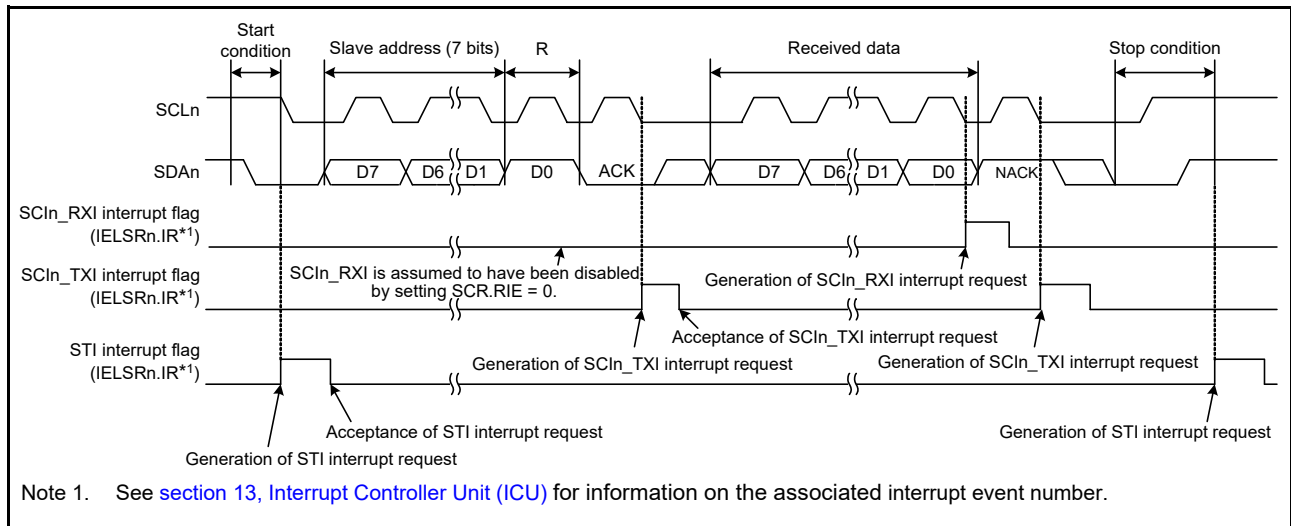 Start
condition
Slave address (7 bits)
R
Received data
Stop condition
SCLn
SDAn
D7
D6
D1
D0
ACK
D7
D6
D1
D0
NACK
SCIn_RXI interrupt flag
(IELSRn.IR*1)
SCIn_RXI is assumed to have been disabled
by setting SCR.RIE = 0.
Generation of SCIn_RXI interrupt request
SCIn_TXI interrupt flag
(IELSRn.IR*1)
Acceptance of SCIn_TXI interrupt request
Generation of SCIn_TXI interrupt request
Generation of SCIn_TXI interrupt request
STI interrupt flag
(IELSRn.IR*1)
Acceptance of STI interrupt request
Generation of STI interrupt request
Generation of STI interrupt request
Note 1. See section 13, Interrupt Controller Unit (ICU) for information on the associated interrupt event number.